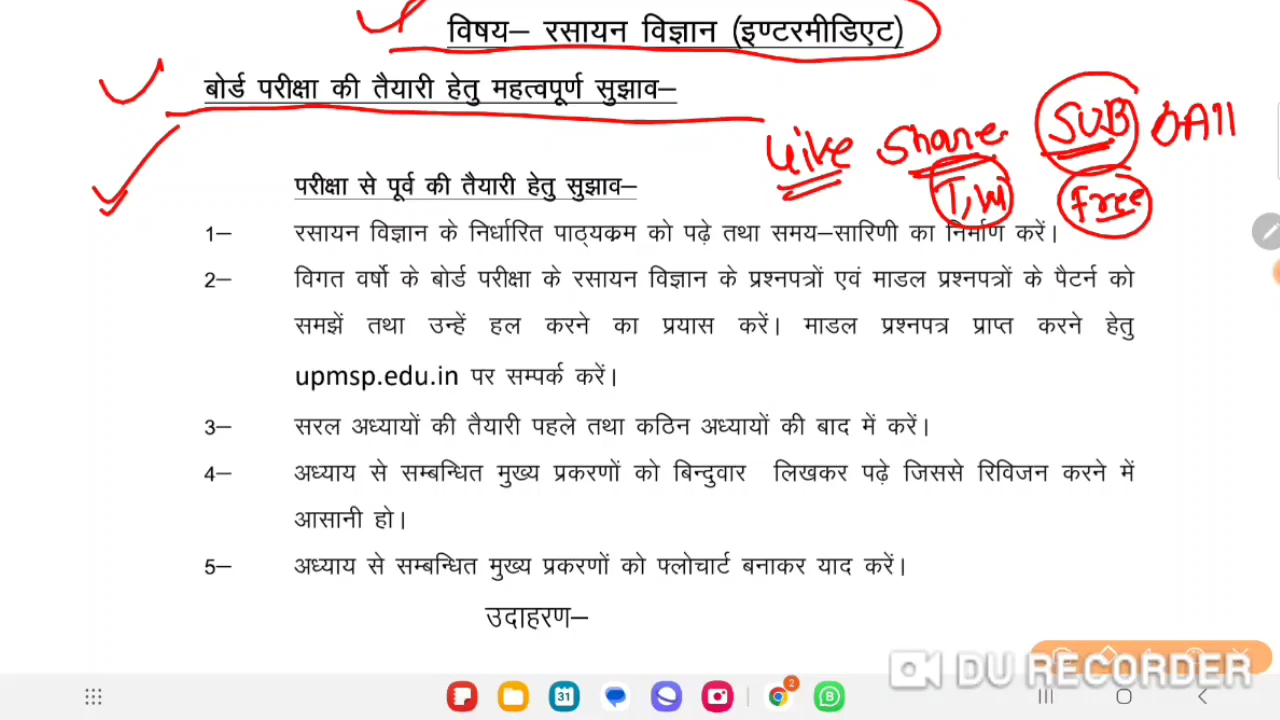 विषय– रसायन विज्ञान (इण्टरमीडिएट)
बोर्ड परीक्षा की तैयारी हेतु महत्वपूर्ण सुझाव–
Like Share SUB
Free
परीक्षा से पूर्व की तैयारी हेतु सुझाव–
1– रसायन विज्ञान के निर्धारित पाठ्यक्रम को पढ़े तथा समय–सारिणी का निर्माण करें।
2– विगत वर्षो के बोर्ड परीक्षा के रसायन विज्ञान के प्रश्नपत्रों एवं माडल प्रश्नपत्रों के पैटर्न को
समझें तथा उन्हें हल करने का प्रयास करें। माडल प्रश्नपत्र प्राप्त करने हेतु
upmsp.edu.in पर सम्पर्क करें।
3– सरल अध्यायों की तैयारी पहले तथा कठिन अध्यायों की बाद में करें।
4– अध्याय से सम्बन्धित मुख्य प्रकरणों को बिन्दुवार लिखकर पढ़े जिससे रिविजन करने में
आसानी हो।
5– अध्याय से सम्बन्धित मुख्य प्रकरणों को फ्लोचार्ट बनाकर याद करें।
उदाहरण–
DU RECORDER
31
2